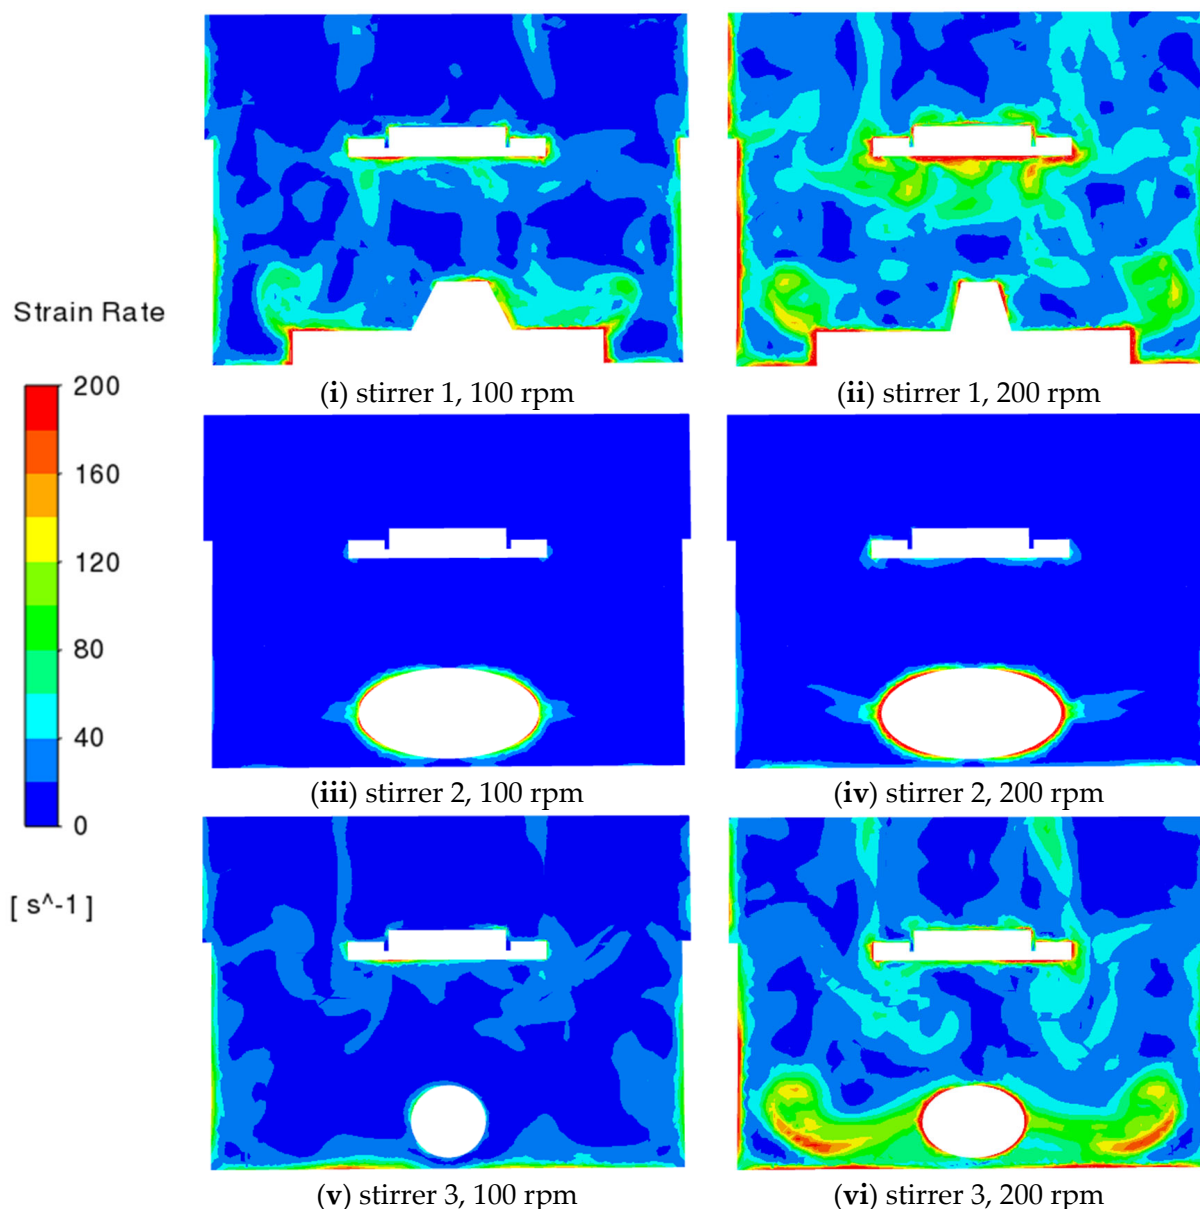 (i) stirrer 1, 100 rpm
(ii) stirrer 1, 200 rpm
Strain Rate
200
160
120
80
40
0
[ s^-1 ]
(iii) stirrer 2, 100 rpm
(iv) stirrer 2, 200 rpm
(v) stirrer 3, 100 rpm
(vi) stirrer 3, 200 rpm